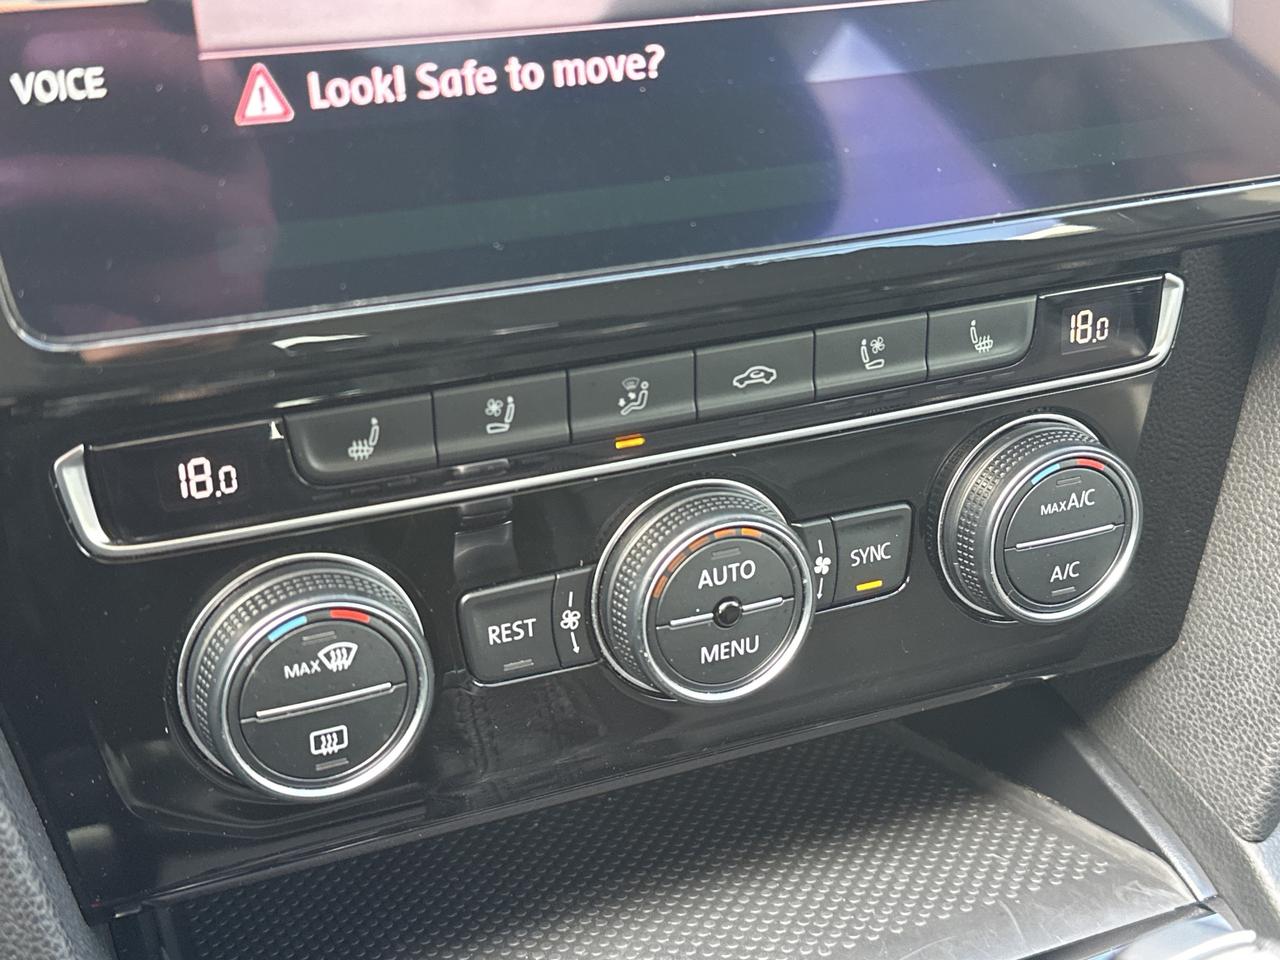 VOICE
Look! Safe to move?
18.0
18.0
MAX
REST
AUTO
MENU
SYNC
MAX A/C
A/C